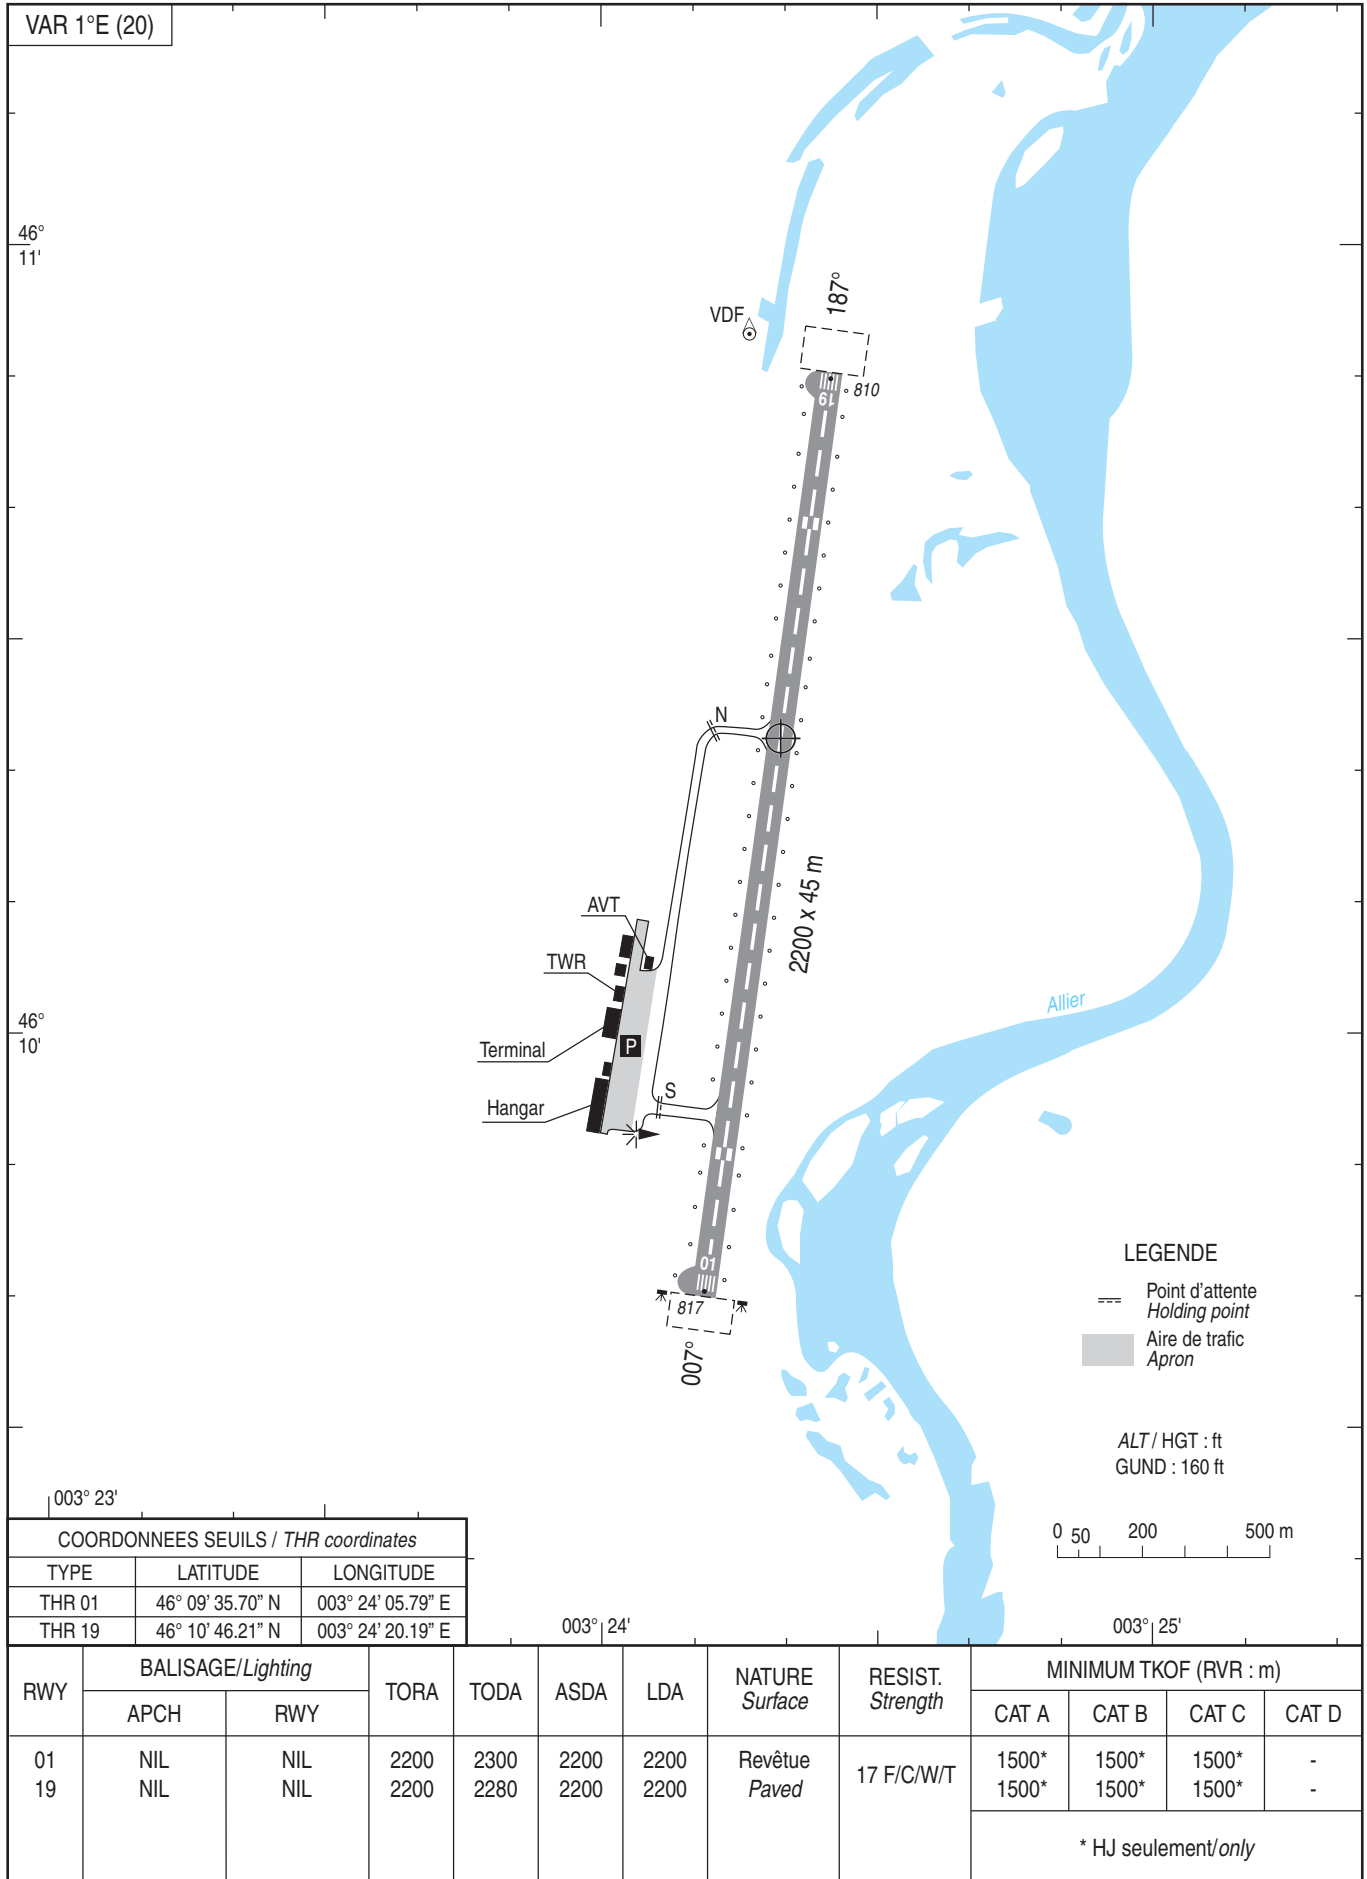 VAR 1°E (20)
46°
11'
187°
VDF
810
19
N
2200 x 45 m
AVT
TWR
46°
10'
Terminal
P
Allier
S
Hangar
01
817
007°
LEGENDE
Point d'attente
Holding point
Aire de trafic
Apron
ALT / HGT : ft
GUND : 160 ft
003° 23'
0 50 200 500 m
COORDONNEES SEUILS / THR coordinates
TYPE LATITUDE LONGITUDE
THR 01 46° 09' 35.70" N 003° 24' 05.79" E
THR 19 46° 10' 46.21" N 003° 24' 20.19" E
003° 24'
003° 25'
RWY BALISAGE/Lighting TORA TODA ASDA LDA NATURE RESIST. MINIMUM TKOF (RVR : m)
Surface Strength
APCH RWY CAT A CAT B CAT C CAT D
01 NIL NIL 2200 2300 2200 2200 Revêtue 17 F/C/W/T 1500* 1500* 1500* -
19 NIL NIL 2200 2280 2200 2200 Paved 1500* 1500* 1500* -
* HJ seulement/only